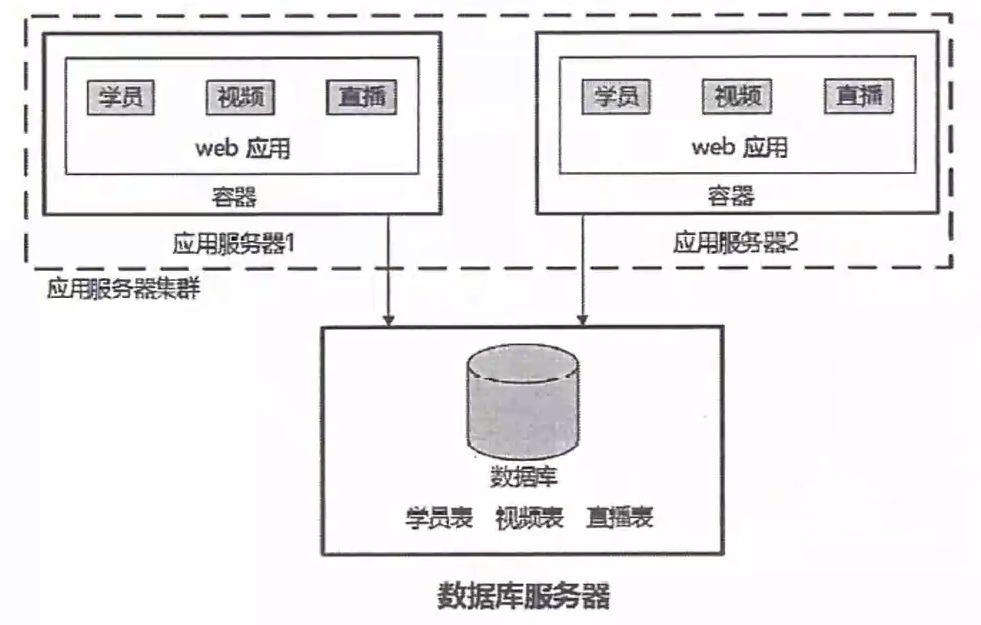 学员 视频 直播
web 应用
容器
应用服务器1
学员 视频 直播
web 应用
容器
应用服务器2
应用服务器集群
数据库
学员表 视频表 直播表
数据库服务器